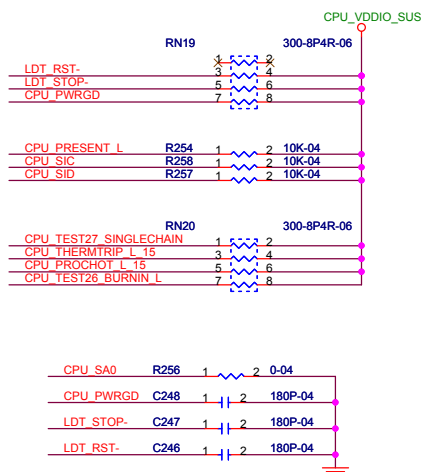 CPU_VDDIO_SUS
RN19 300-8P4R-06
1 2
LDT_RST- 3 4
LDT_STOP- 5 6
CPU_PWRGD 7 8
CPU_PRESENT_L R254 1 2 10K-04
CPU_SIC R258 1 2 10K-04
CPU_SID R257 1 2 10K-04
RN20 300-8P4R-06
CPU_TEST27_SINGLECHAIN 1 2
CPU_THERMTRIP_L_15 3 4
CPU_PROCHOT_L_15 5 6
CPU_TEST26_BURNIN_L 7 8
CPU_SA0 R256 1 2 0-04
CPU_PWRGD C248 1 2 180P-04
LDT_STOP- C247 1 2 180P-04
LDT_RST- C246 1 2 180P-04